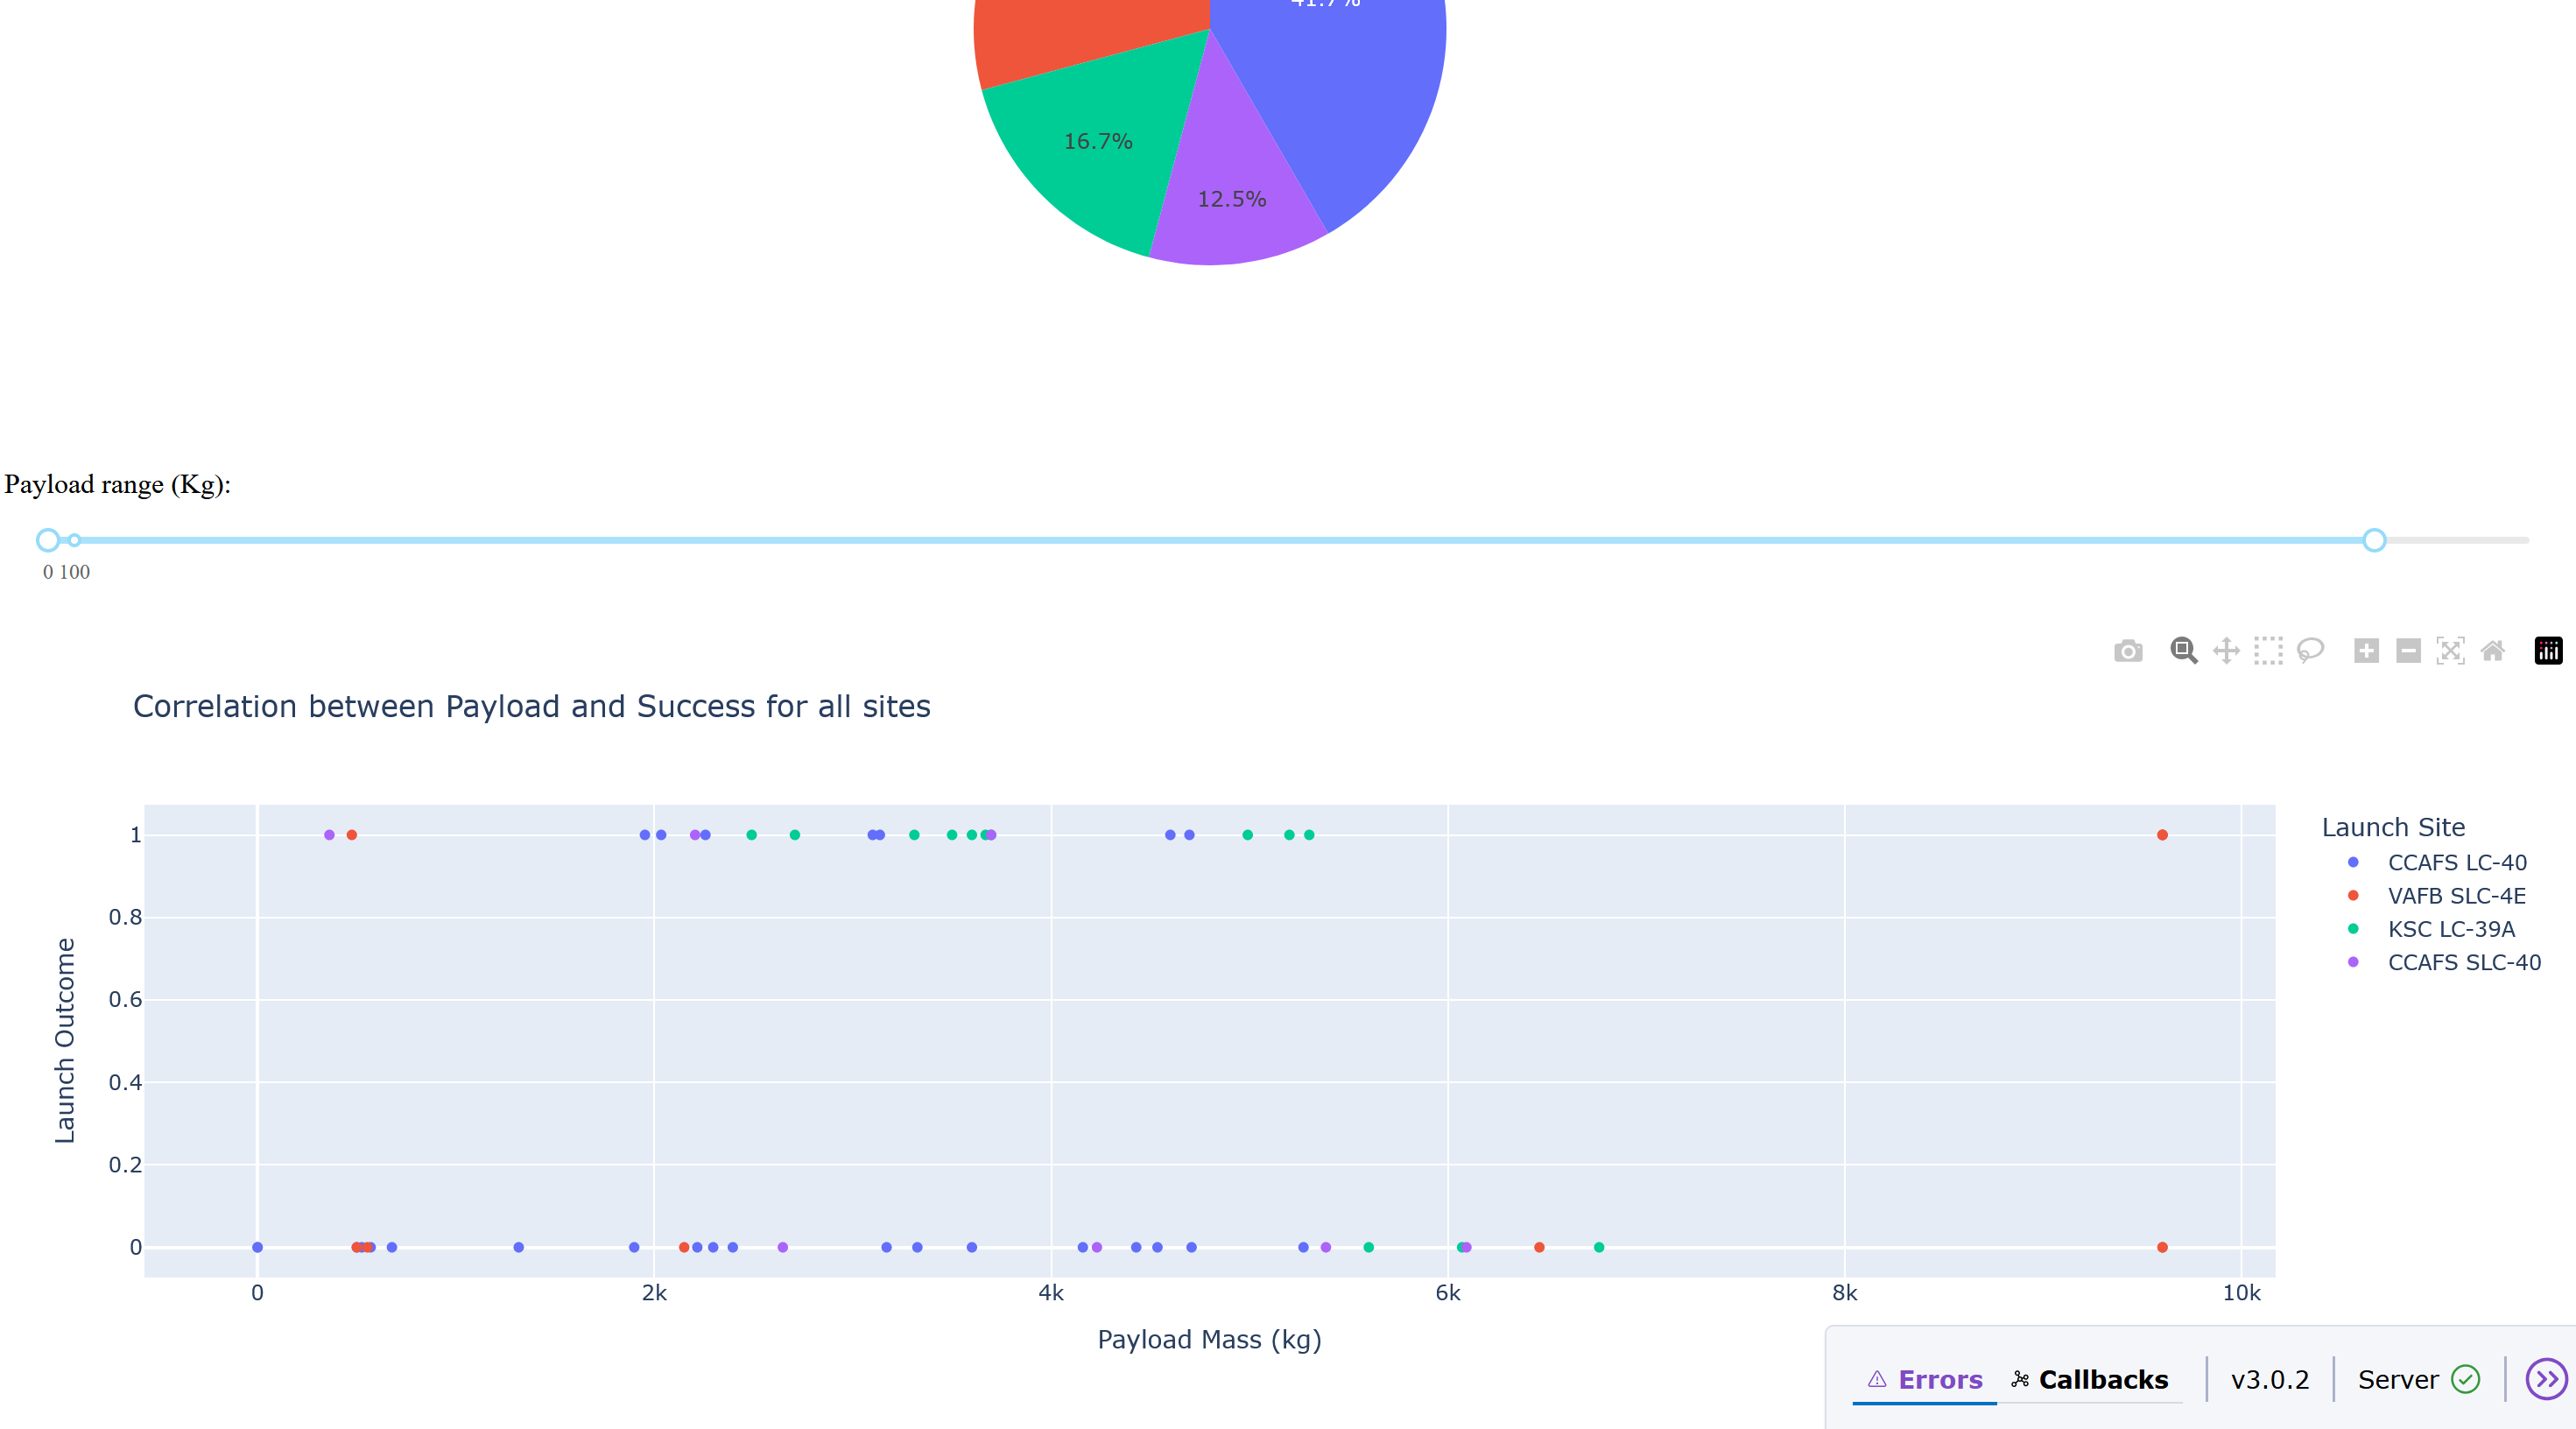 41.7%
16.7%
12.5%
Payload range (Kg):
0 100
Correlation between Payload and Success for all sites
Launch Site
CCAFS LC-40
VAFB SLC-4E
KSC LC-39A
CCAFS SLC-40
Launch Outcome
1
0.8
0.6
0.4
0.2
0
0 2k 4k 6k 8k 10k
Payload Mass (kg)
Errors Callbacks v3.0.2 Server